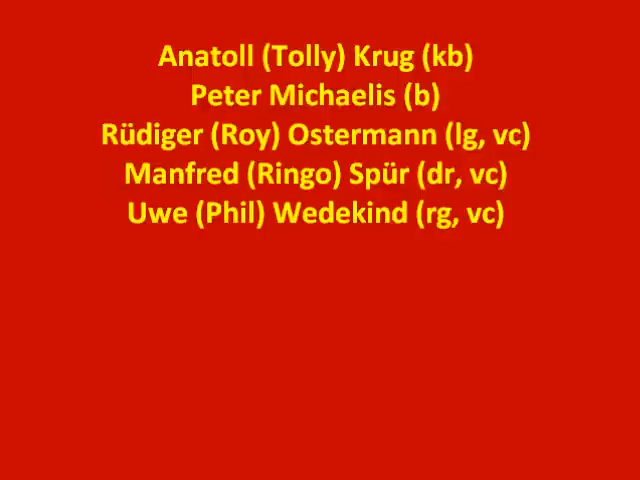 Anatoll (Tolly) Krug (kb)
Peter Michaelis (b)
Rüdiger (Roy) Ostermann (lg, vc)
Manfred (Ringo) Spür (dr, vc)
Uwe (Phil) Wedekind (rg, vc)